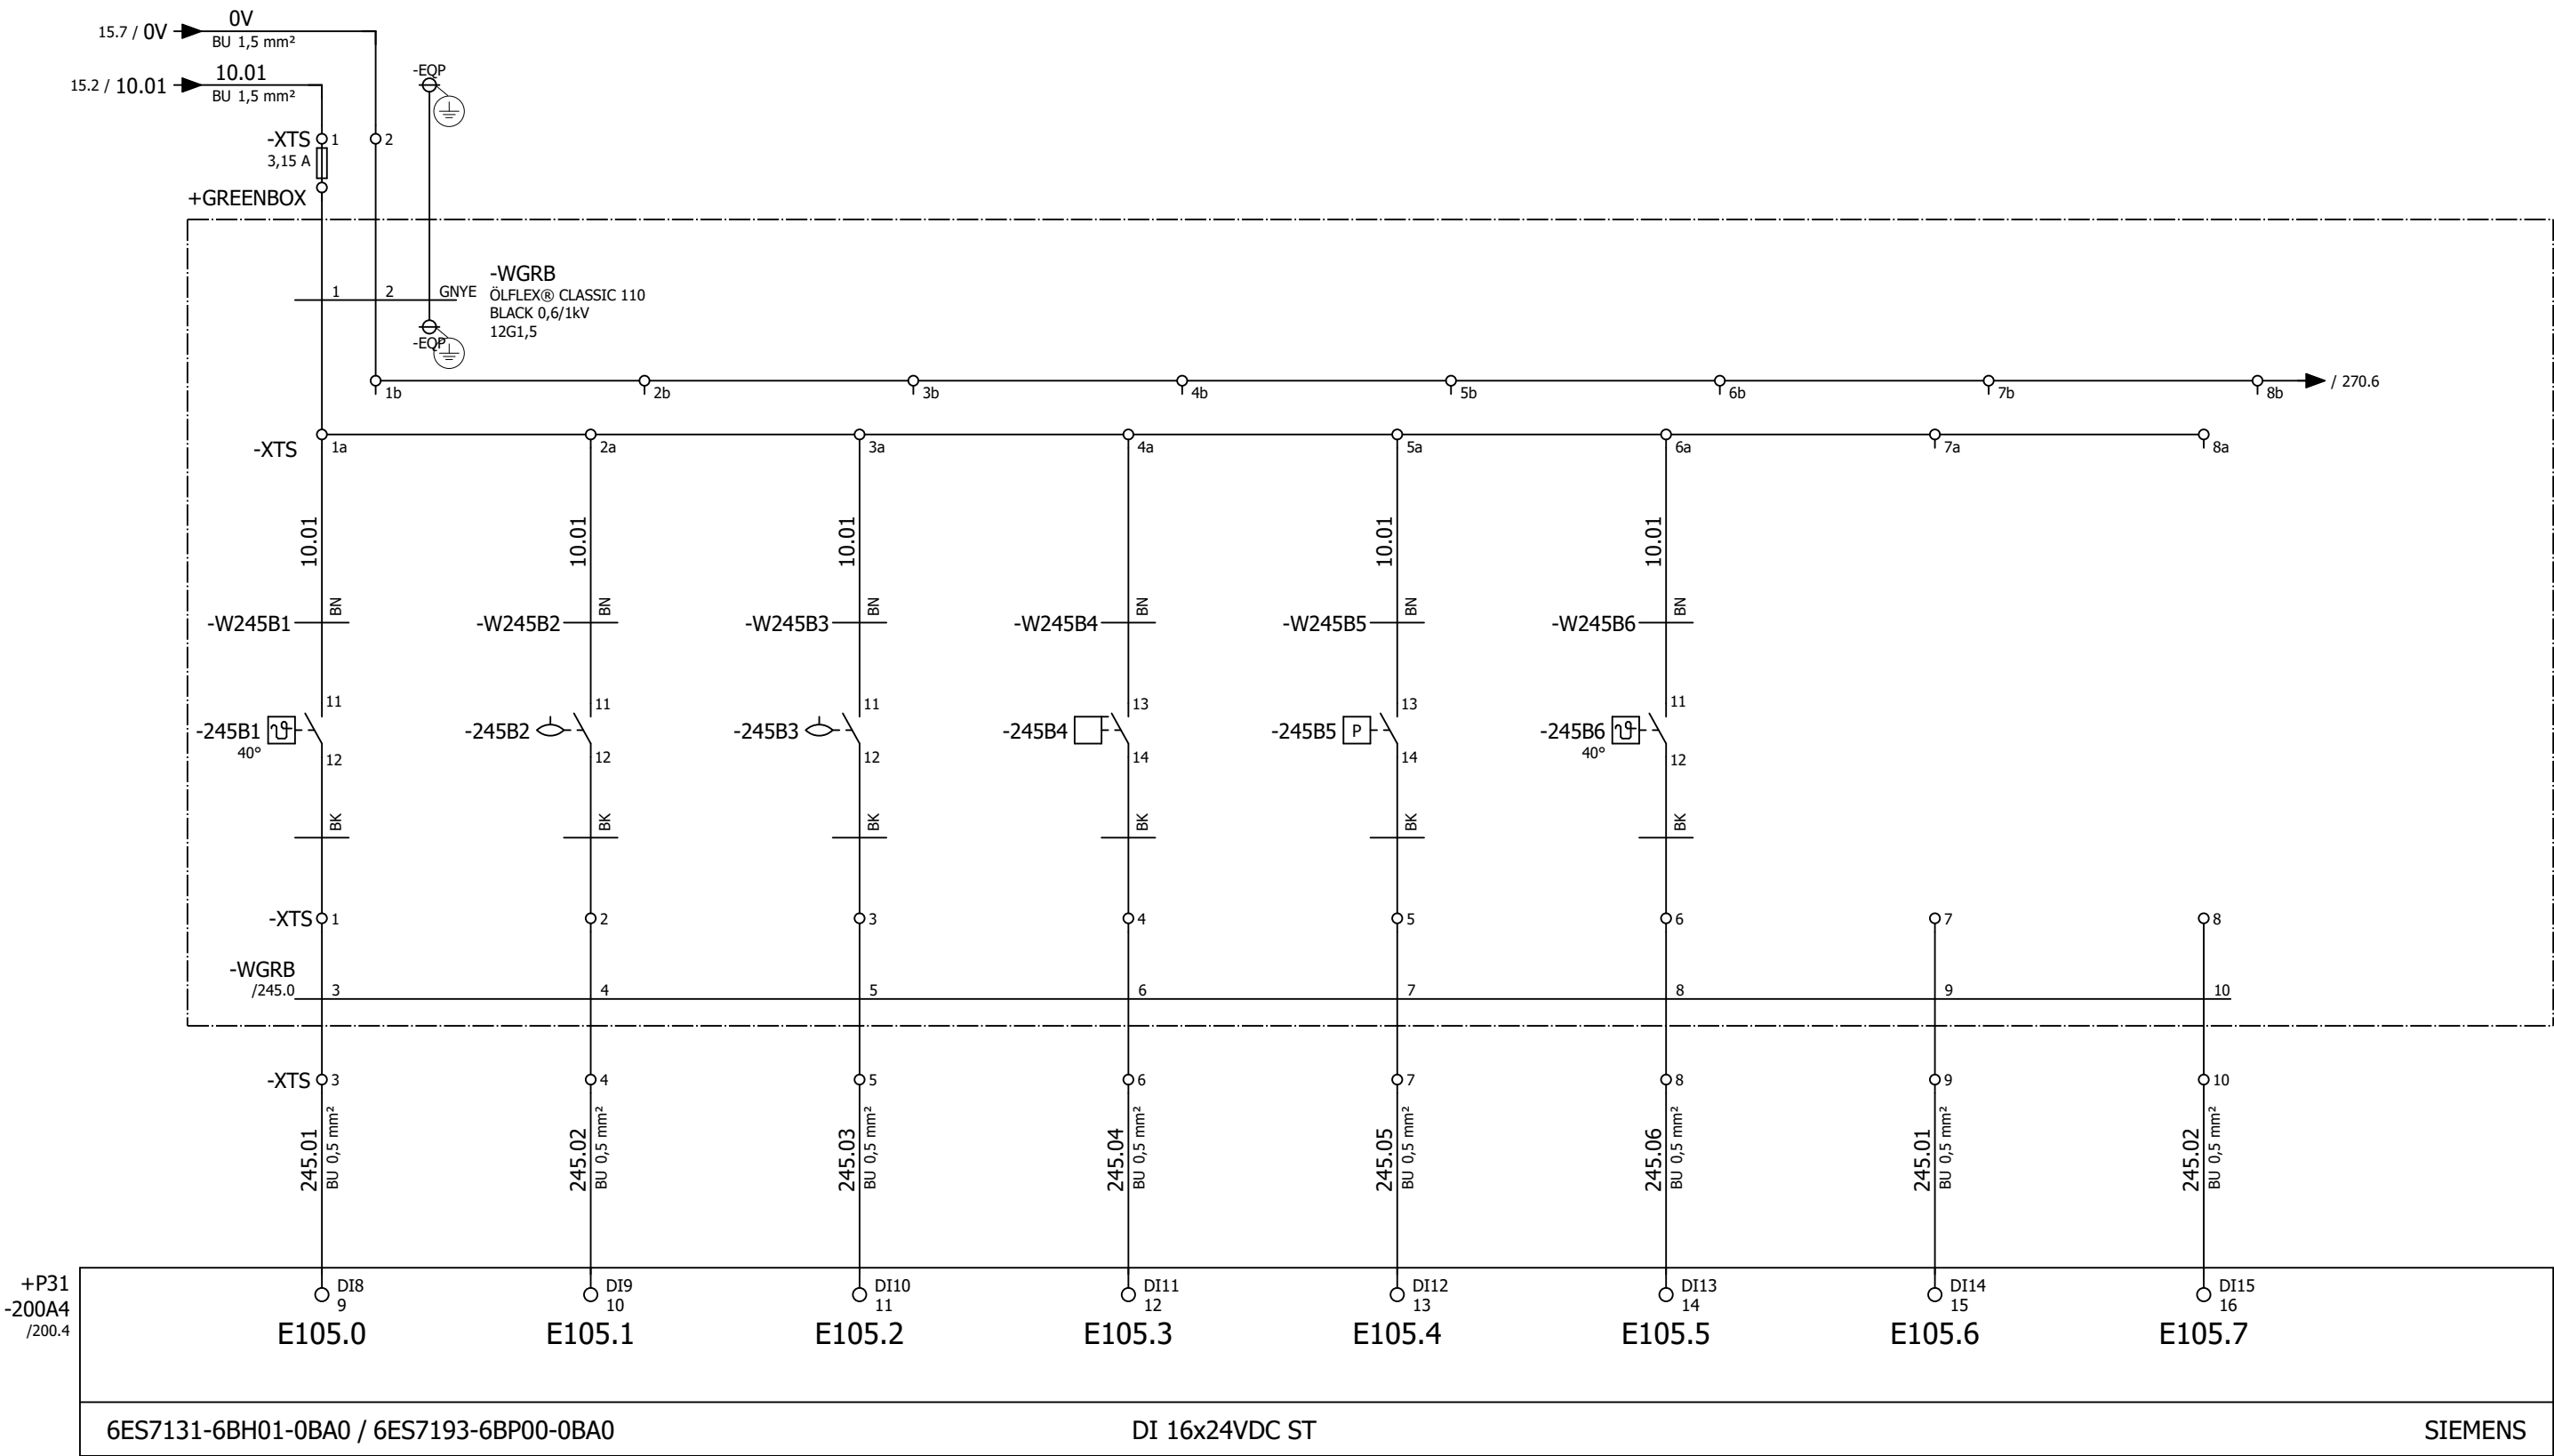 0V
15.7 / 0V
BU 1,5 mm²
10.01
15.2 / 10.01
BU 1,5 mm²
-EQP
-XTS 1 2
3,15 A
+GREENBOX
-WGRB
1 2 GNYE ÖLFLEX® CLASSIC 110
BLACK 0,6/1kV
12G1,5
-EQP
1b 2b 3b 4b 5b 6b 7b 8b / 270.6
-XTS 1a 2a 3a 4a 5a 6a 7a 8a
10.01 10.01 10.01 10.01 10.01
BN BN BN BN BN BN
-W245B1 -W245B2 -W245B3 -W245B4 -W245B5 -W245B6
11 11 11 13 13 11
-245B1 -245B2 -245B3 -245B4 -245B5 P -245B6
40° 40°
12 12 12 14 14 12
BK BK BK BK BK BK
-XTS 1 2 3 4 5 6 7 8
-WGRB
/245.0 3 4 5 6 7 8 9 10
-XTS 3 4 5 6 7 8 9 10
245.01 BU 0,5 mm²
245.02 BU 0,5 mm²
245.03 BU 0,5 mm²
245.04 BU 0,5 mm²
245.05 BU 0,5 mm²
245.06 BU 0,5 mm²
245.01 BU 0,5 mm²
245.02 BU 0,5 mm²
+P31
-200A4
/200.4
DI8 DI9 DI10 DI11 DI12 DI13 DI14 DI15
9 10 11 12 13 14 15 16
E105.0 E105.1 E105.2 E105.3 E105.4 E105.5 E105.6 E105.7
6ES7131-6BH01-0BA0 / 6ES7193-6BP00-0BA0 DI 16x24VDC ST SIEMENS